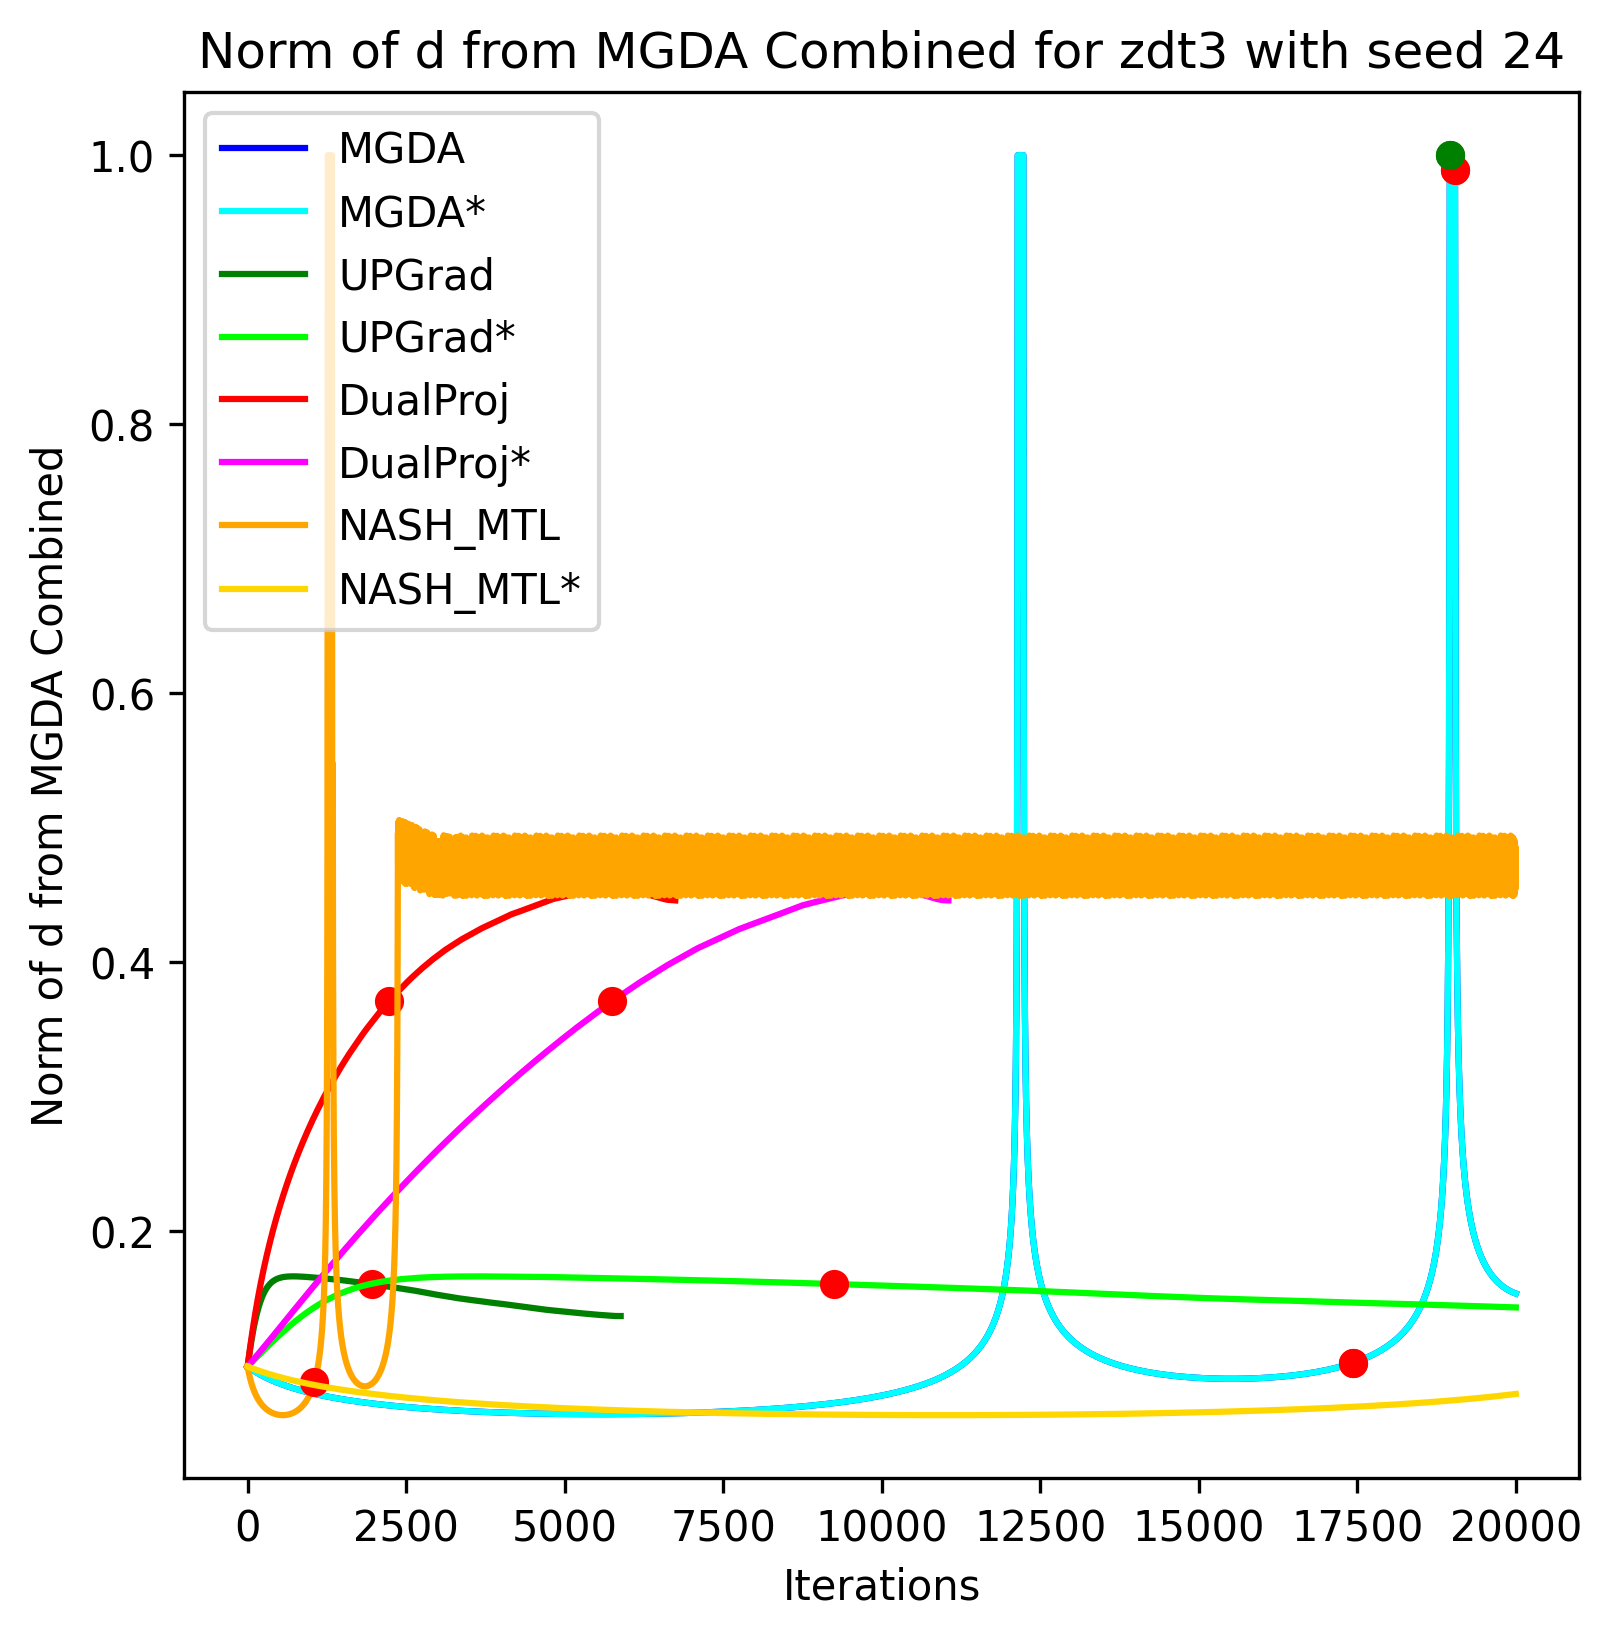 Norm of d from MGDA Combined for zdt3 with seed 24
MGDA
MGDA*
UPGrad
UPGrad*
DualProj
DualProj*
NASH_MTL
NASH_MTL*
Norm of d from MGDA Combined
1.0
0.8
0.6
0.4
0.2
0 2500 5000 7500 10000 12500 15000 17500 20000
Iterations